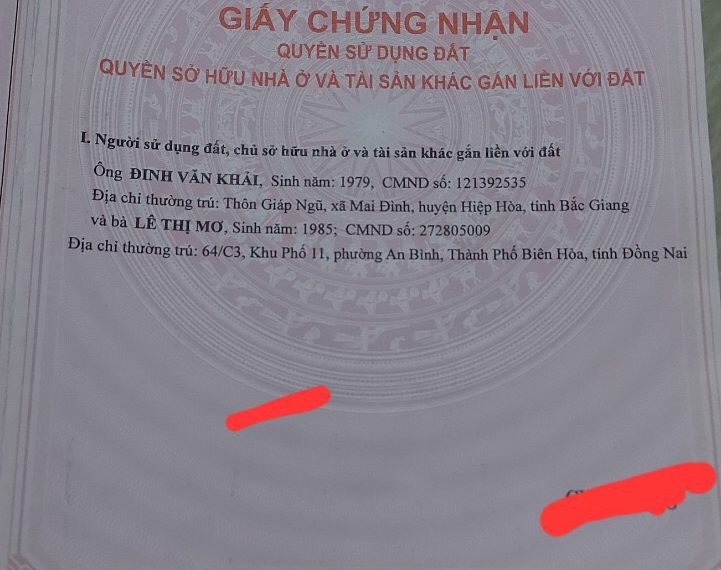 GIẤY CHỨNG NHẬN
QUYỀN SỬ DỤNG ĐẤT
QUYỀN SỞ HỮU NHÀ Ở VÀ TÀI SẢN KHÁC GẮN LIỀN VỚI ĐẤT
I. Người sử dụng đất, chủ sở hữu nhà ở và tài sản khác gắn liền với đất
Ông ĐINH VĂN KHẢI, Sinh năm: 1979, CMND số: 121392535
Địa chỉ thường trú: Thôn Giáp Ngũ, xã Mai Đình, huyện Hiệp Hòa, tỉnh Bắc Giang
và bà LÊ THỊ MƠ, Sinh năm: 1985; CMND số: 272805009
Địa chỉ thường trú: 64/C3, Khu Phố 11, phường An Bình, Thành Phố Biên Hòa, tỉnh Đồng Nai